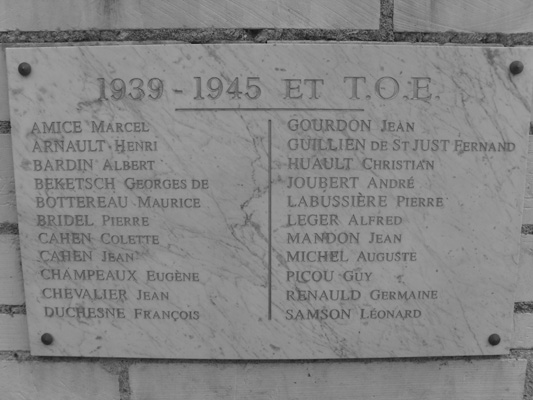 1939 - 1945 ET T.O.E.
AMICE MARCEL
ARNAULT HENRI
BARDIN ALBERT
BEKETSCH GEORGES DE
BOTTEREAU MAURICE
BRIDEL PIERRE
CAHEN COLETTE
CAHEN JEAN
CHAMPEAUX EUGÈNE
CHEVALIER JEAN
DUCHESNE FRANÇOIS
GOURDON JEAN
GUILLIEN DE ST JUST FERNAND
HUAULT CHRISTIAN
JOUBERT ANDRÉ
LABUSSIÈRE PIERRE
LEGER ALFRED
MANDON JEAN
MICHEL AUGUSTE
PICOU GUY
RENAULD GERMAINE
SAMSON LÉONARD